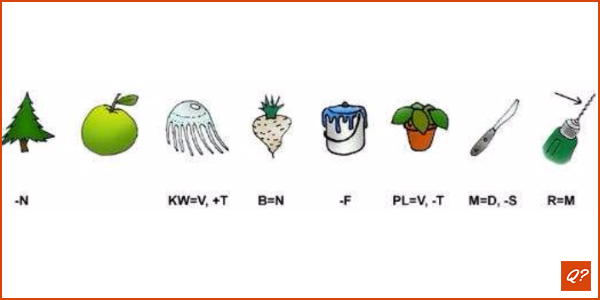 -N KW=V, +T B=N -F PL=V, -T M=D, -S R=M
Q?